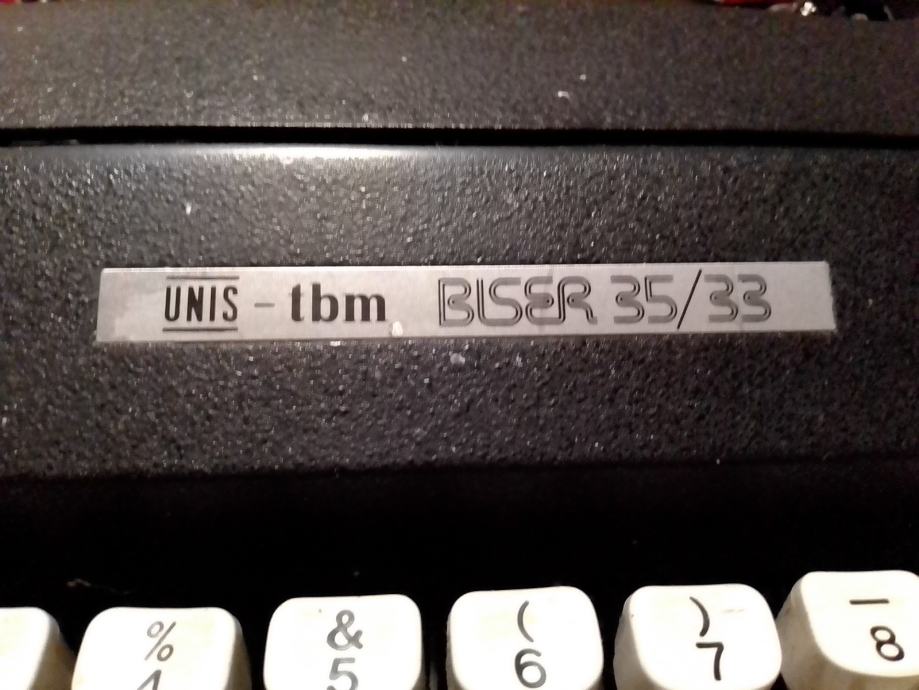 UNIS - tbm BISER 35/33
% & ( ) _
4 5 6 7 8